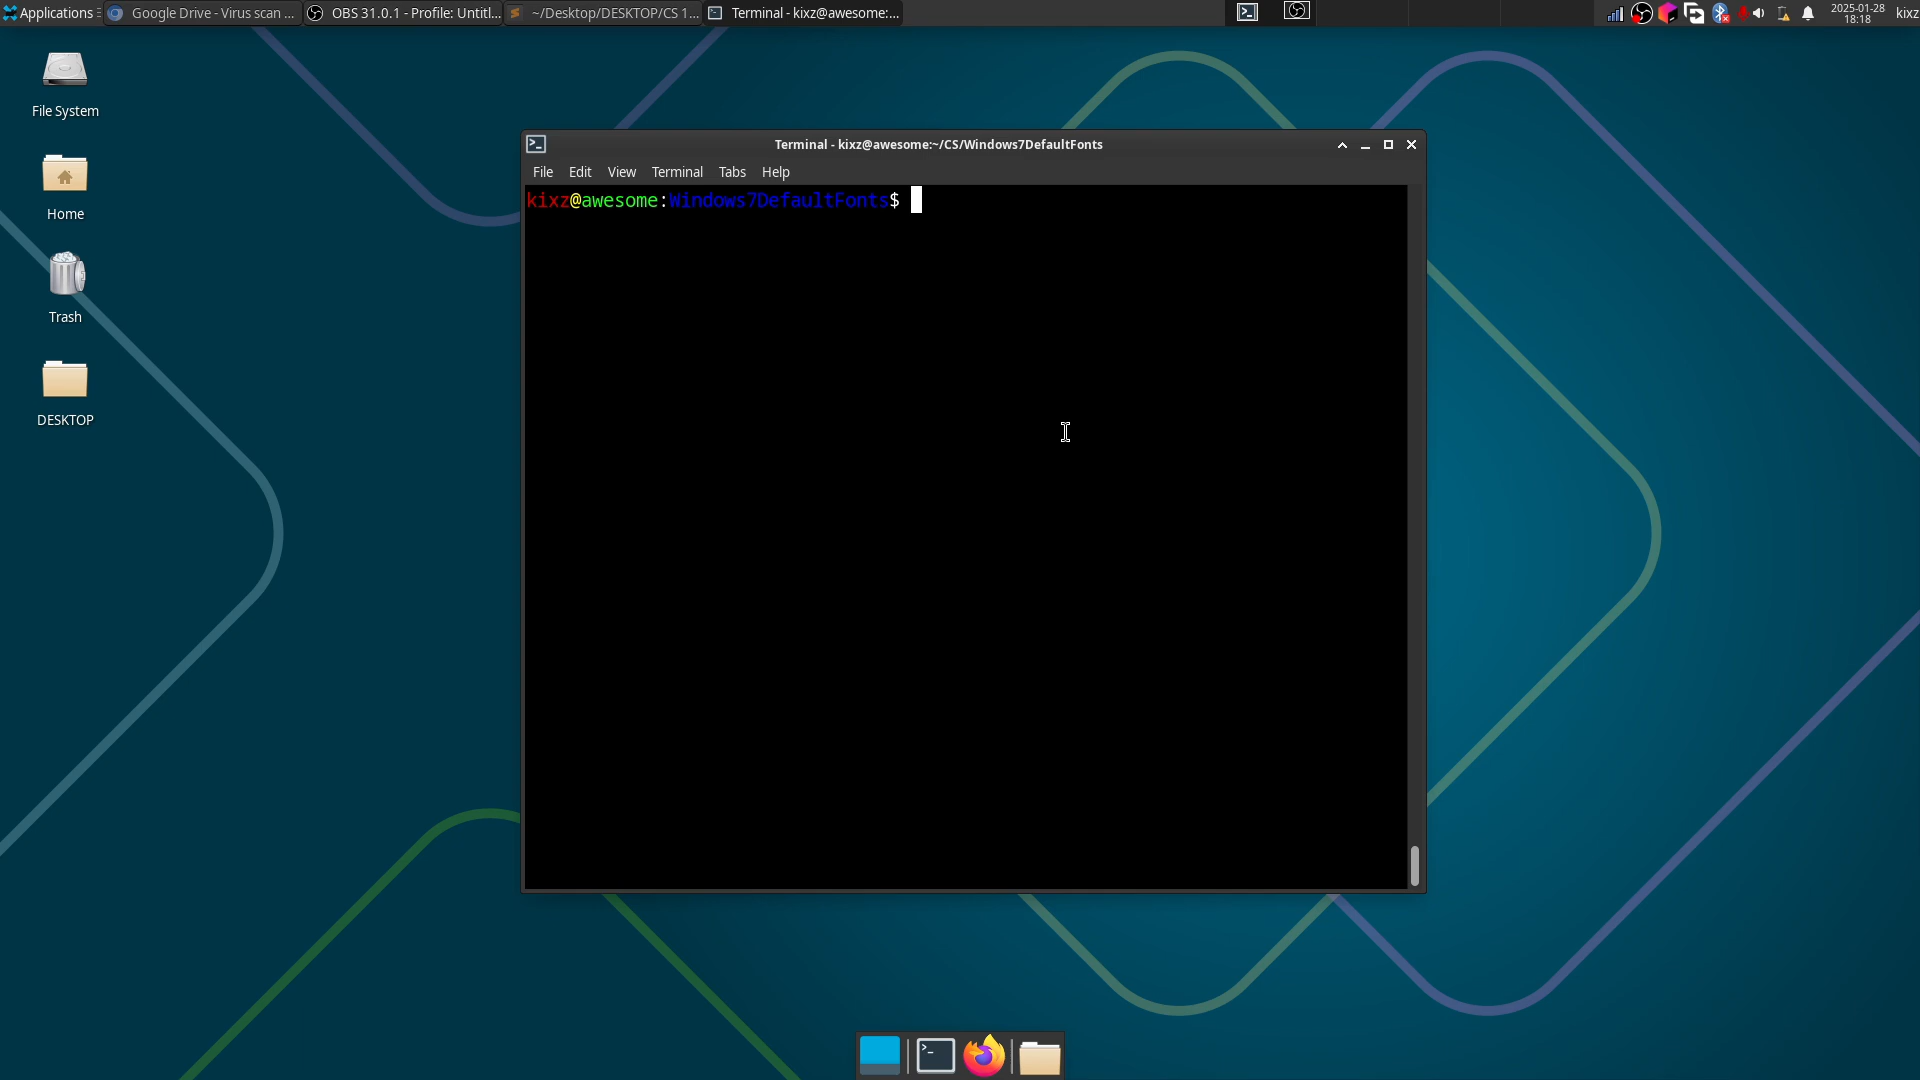 Applications
Google Drive - Virus scan ...
OBS 31.0.1 - Profile: Untitl...
~/Desktop/DESKTOP/CS 1...
Terminal - kixz@awesome:...
2025-01-28
18:18
kixz
File System
Home
Trash
DESKTOP
Terminal - kixz@awesome:~/CS/Windows7DefaultFonts
File Edit View Terminal Tabs Help
kixz@awesome:Windows7DefaultFonts$